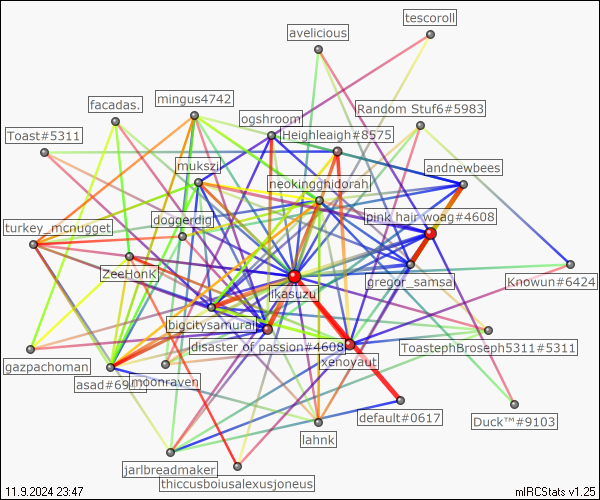 tescoroll
avelicious
mingus4742
facadas.
Random Stuf6#5983
ogshroom
Toast#5311
Heighleigh#8575
mukszi
andnewbees
neokingghidorah
doggerdig
pink hair woag#4608
turkey_mcnugget
ZeeHonk
gregor_samsa
Knowun#6424
ikasuzu
bigcitysamurai
disaster of passion#4608
ToastephBroseph5311#5311
xenoyaut
gazpachoman
asad#69
moonraven
default#0617
Duck™#9103
lahnk
jarlbreadmaker
thiccusboiusalexusjoneus
11.9.2024 23:47
mIRCStats v1.25